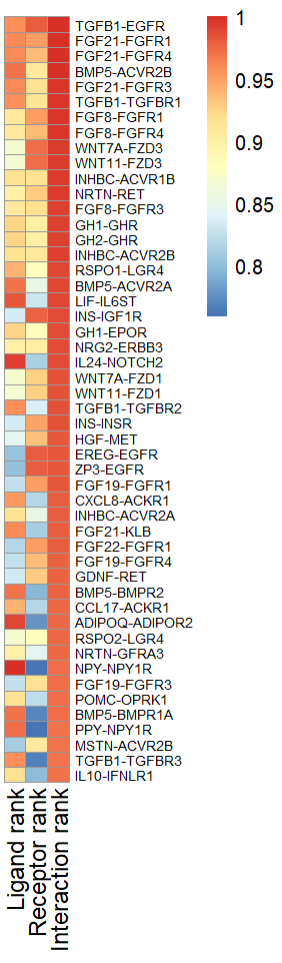 TGFB1-EGFR
FGF21-FGFR1
FGF21-FGFR4
BMP5-ACVR2B
FGF21-FGFR3
TGFB1-TGFBR1
FGF8-FGFR1
FGF8-FGFR4
WNT7A-FZD3
WNT11-FZD3
INHBC-ACVR1B
NRTN-RET
FGF8-FGFR3
GH1-GHR
GH2-GHR
INHBC-ACVR2B
RSPO1-LGR4
BMP5-ACVR2A
LIF-IL6ST
INS-IGF1R
GH1-EPOR
NRG2-ERBB3
IL24-NOTCH2
WNT7A-FZD1
WNT11-FZD1
TGFB1-TGFBR2
INS-INSR
HGF-MET
EREG-EGFR
ZP3-EGFR
FGF19-FGFR1
CXCL8-ACKR1
INHBC-ACVR2A
FGF21-KLB
FGF22-FGFR1
FGF19-FGFR4
GDNF-RET
BMP5-BMPR2
CCL17-ACKR1
ADIPOQ-ADIPOR2
RSPO2-LGR4
NRTN-GFRA3
NPY-NPY1R
FGF19-FGFR3
POMC-OPRK1
BMP5-BMPR1A
PPY-NPY1R
MSTN-ACVR2B
TGFB1-TGFBR3
IL10-IFNLR1
Ligand rank
Receptor rank
Interaction rank
1
0.95
0.9
0.85
0.8